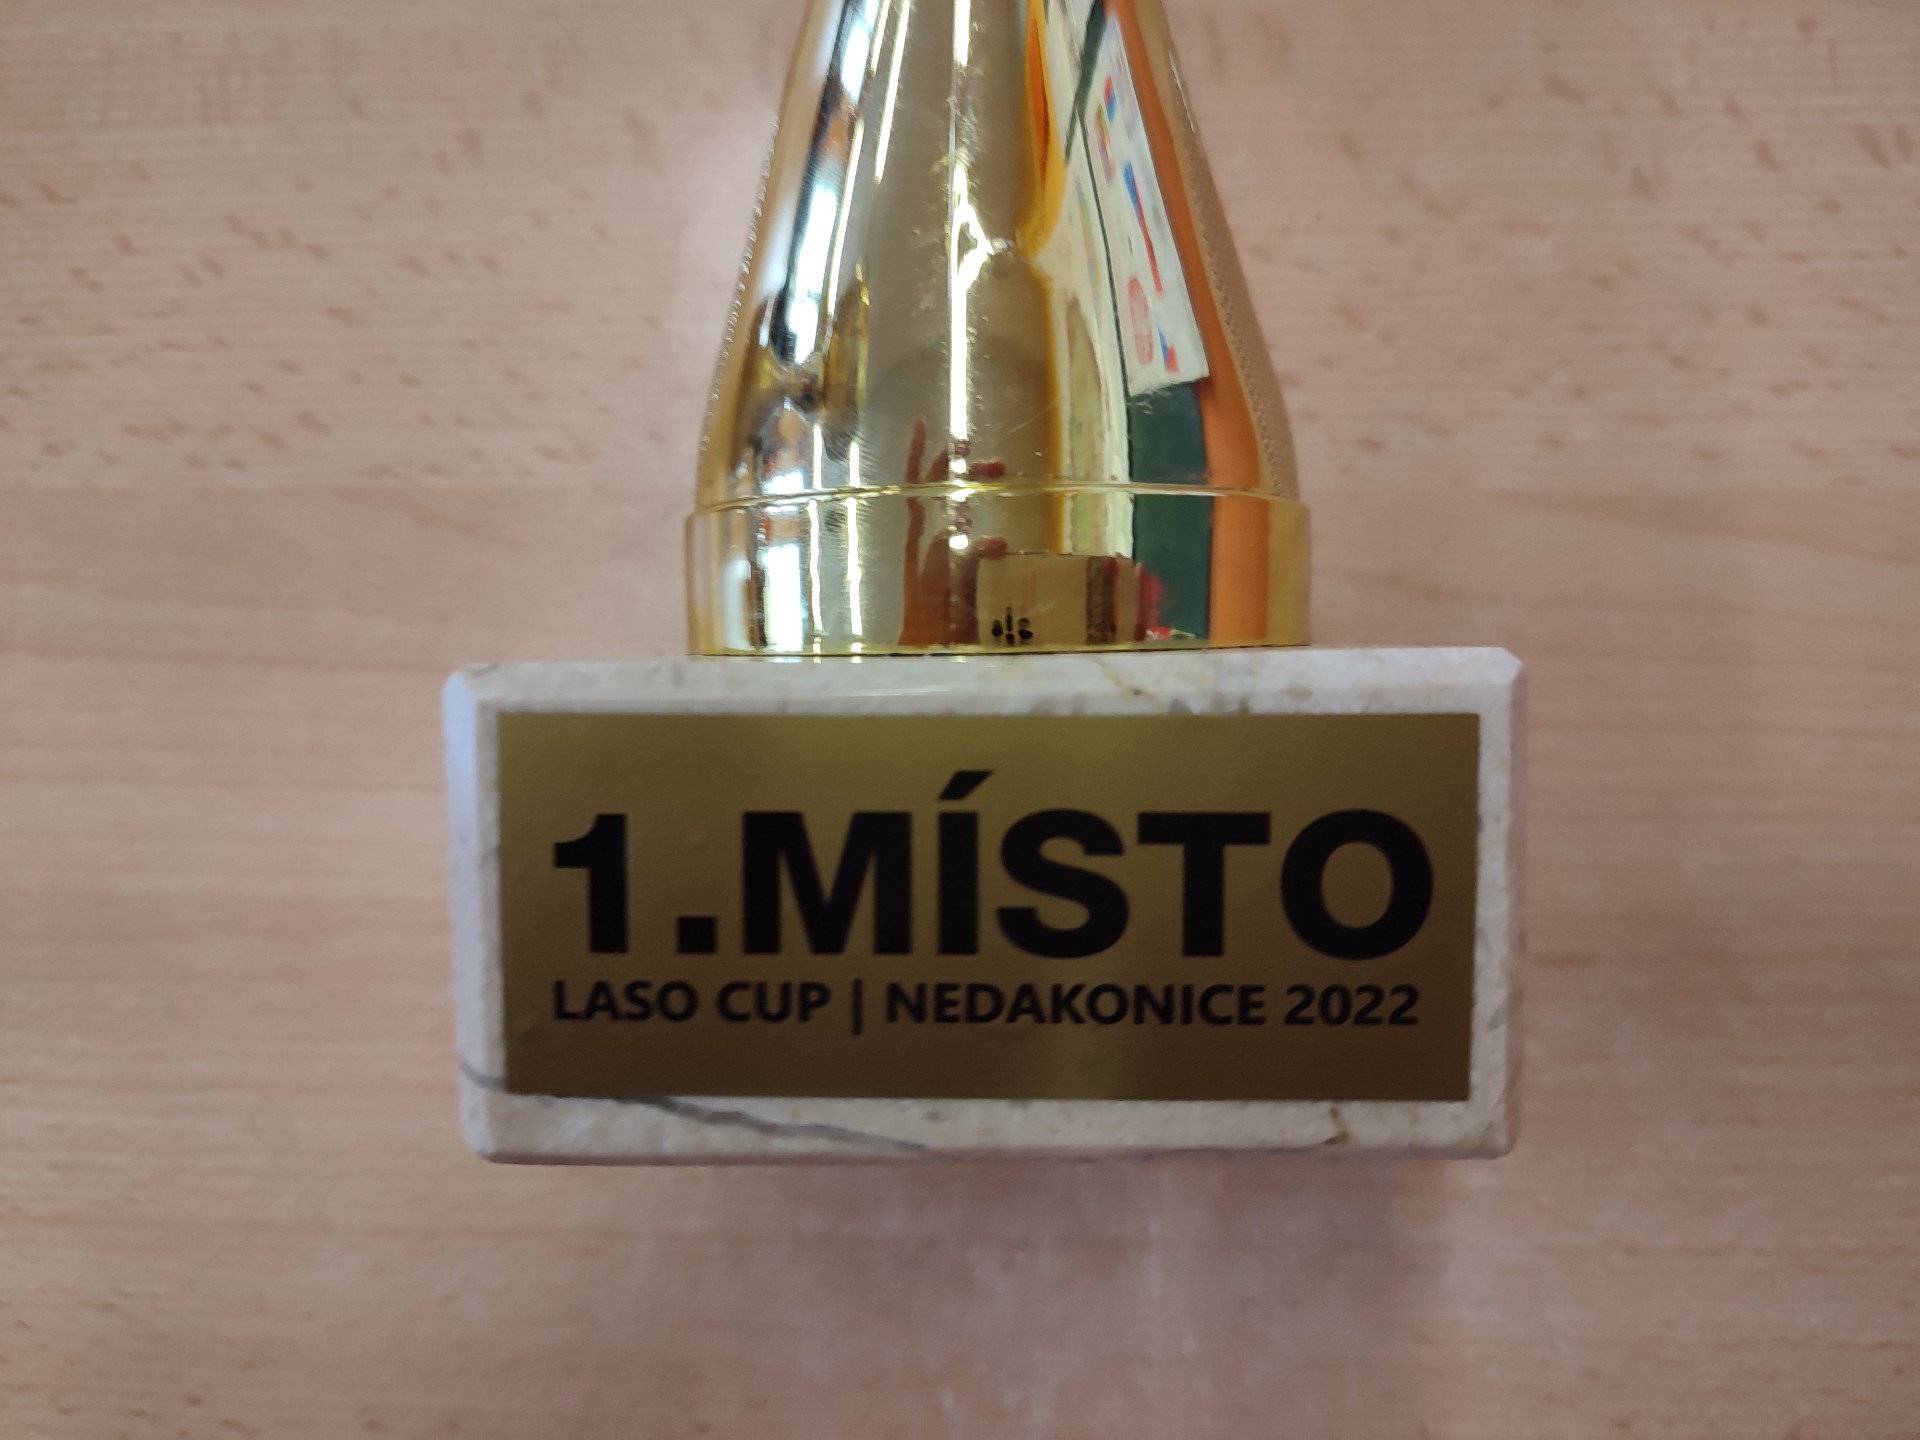 1.MÍSTO
LASO CUP | NEDAKONICE 2022